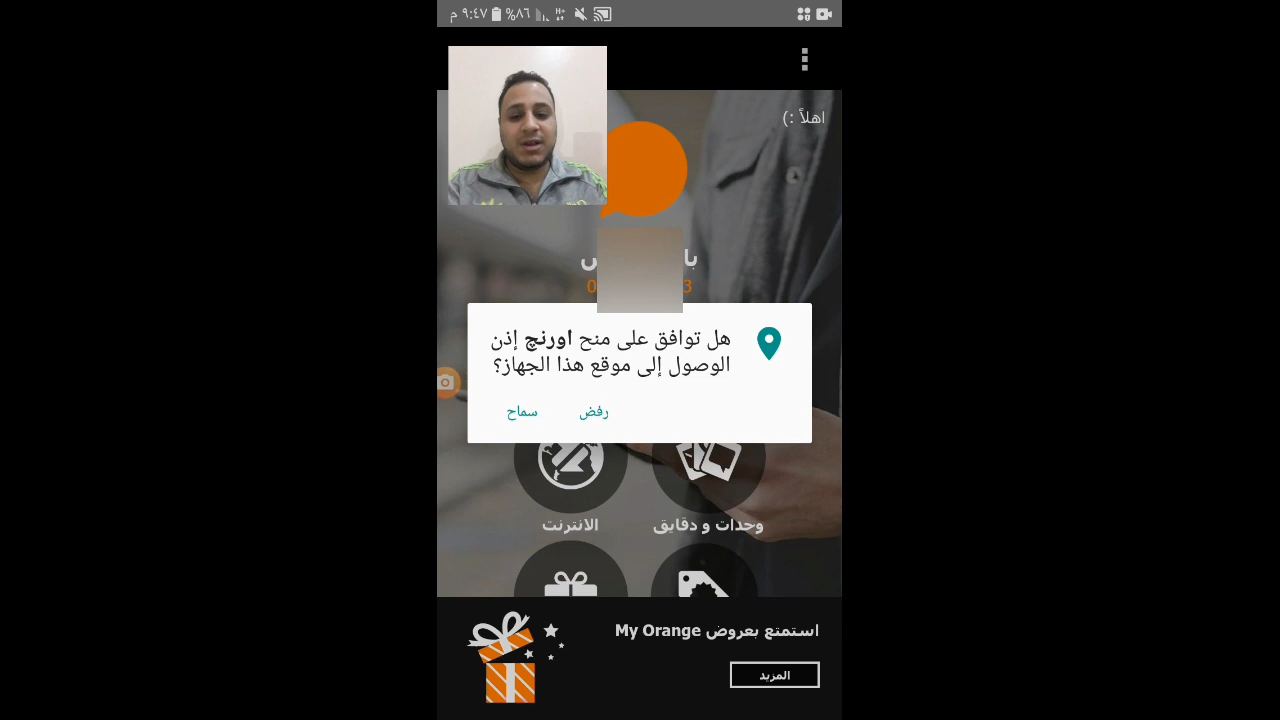 ٩:٤٧ م
٨٦%
H+
اهلاً :)
هل توافق على منح اورنچ إذن
الوصول إلى موقع هذا الجهاز؟
رفض
سماح
وحدات و دقايق
الانترنت
استمتع بعروض My Orange
المزيد